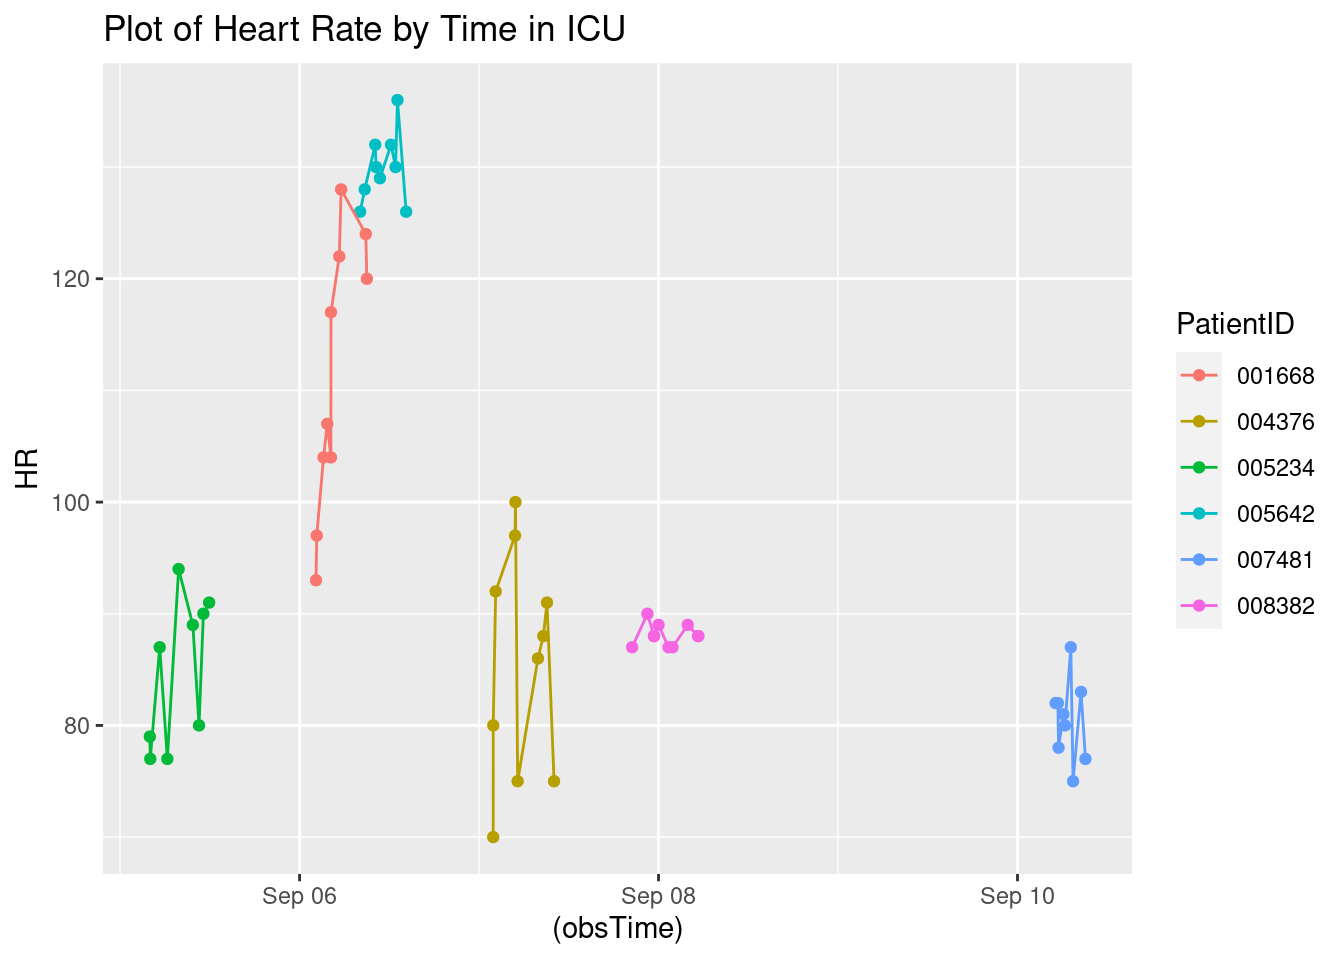 Plot of Heart Rate by Time in ICU
HR
120
100
80
Sep 06
Sep 08
Sep 10
(obsTime)
PatientID
001668
004376
005234
005642
007481
008382